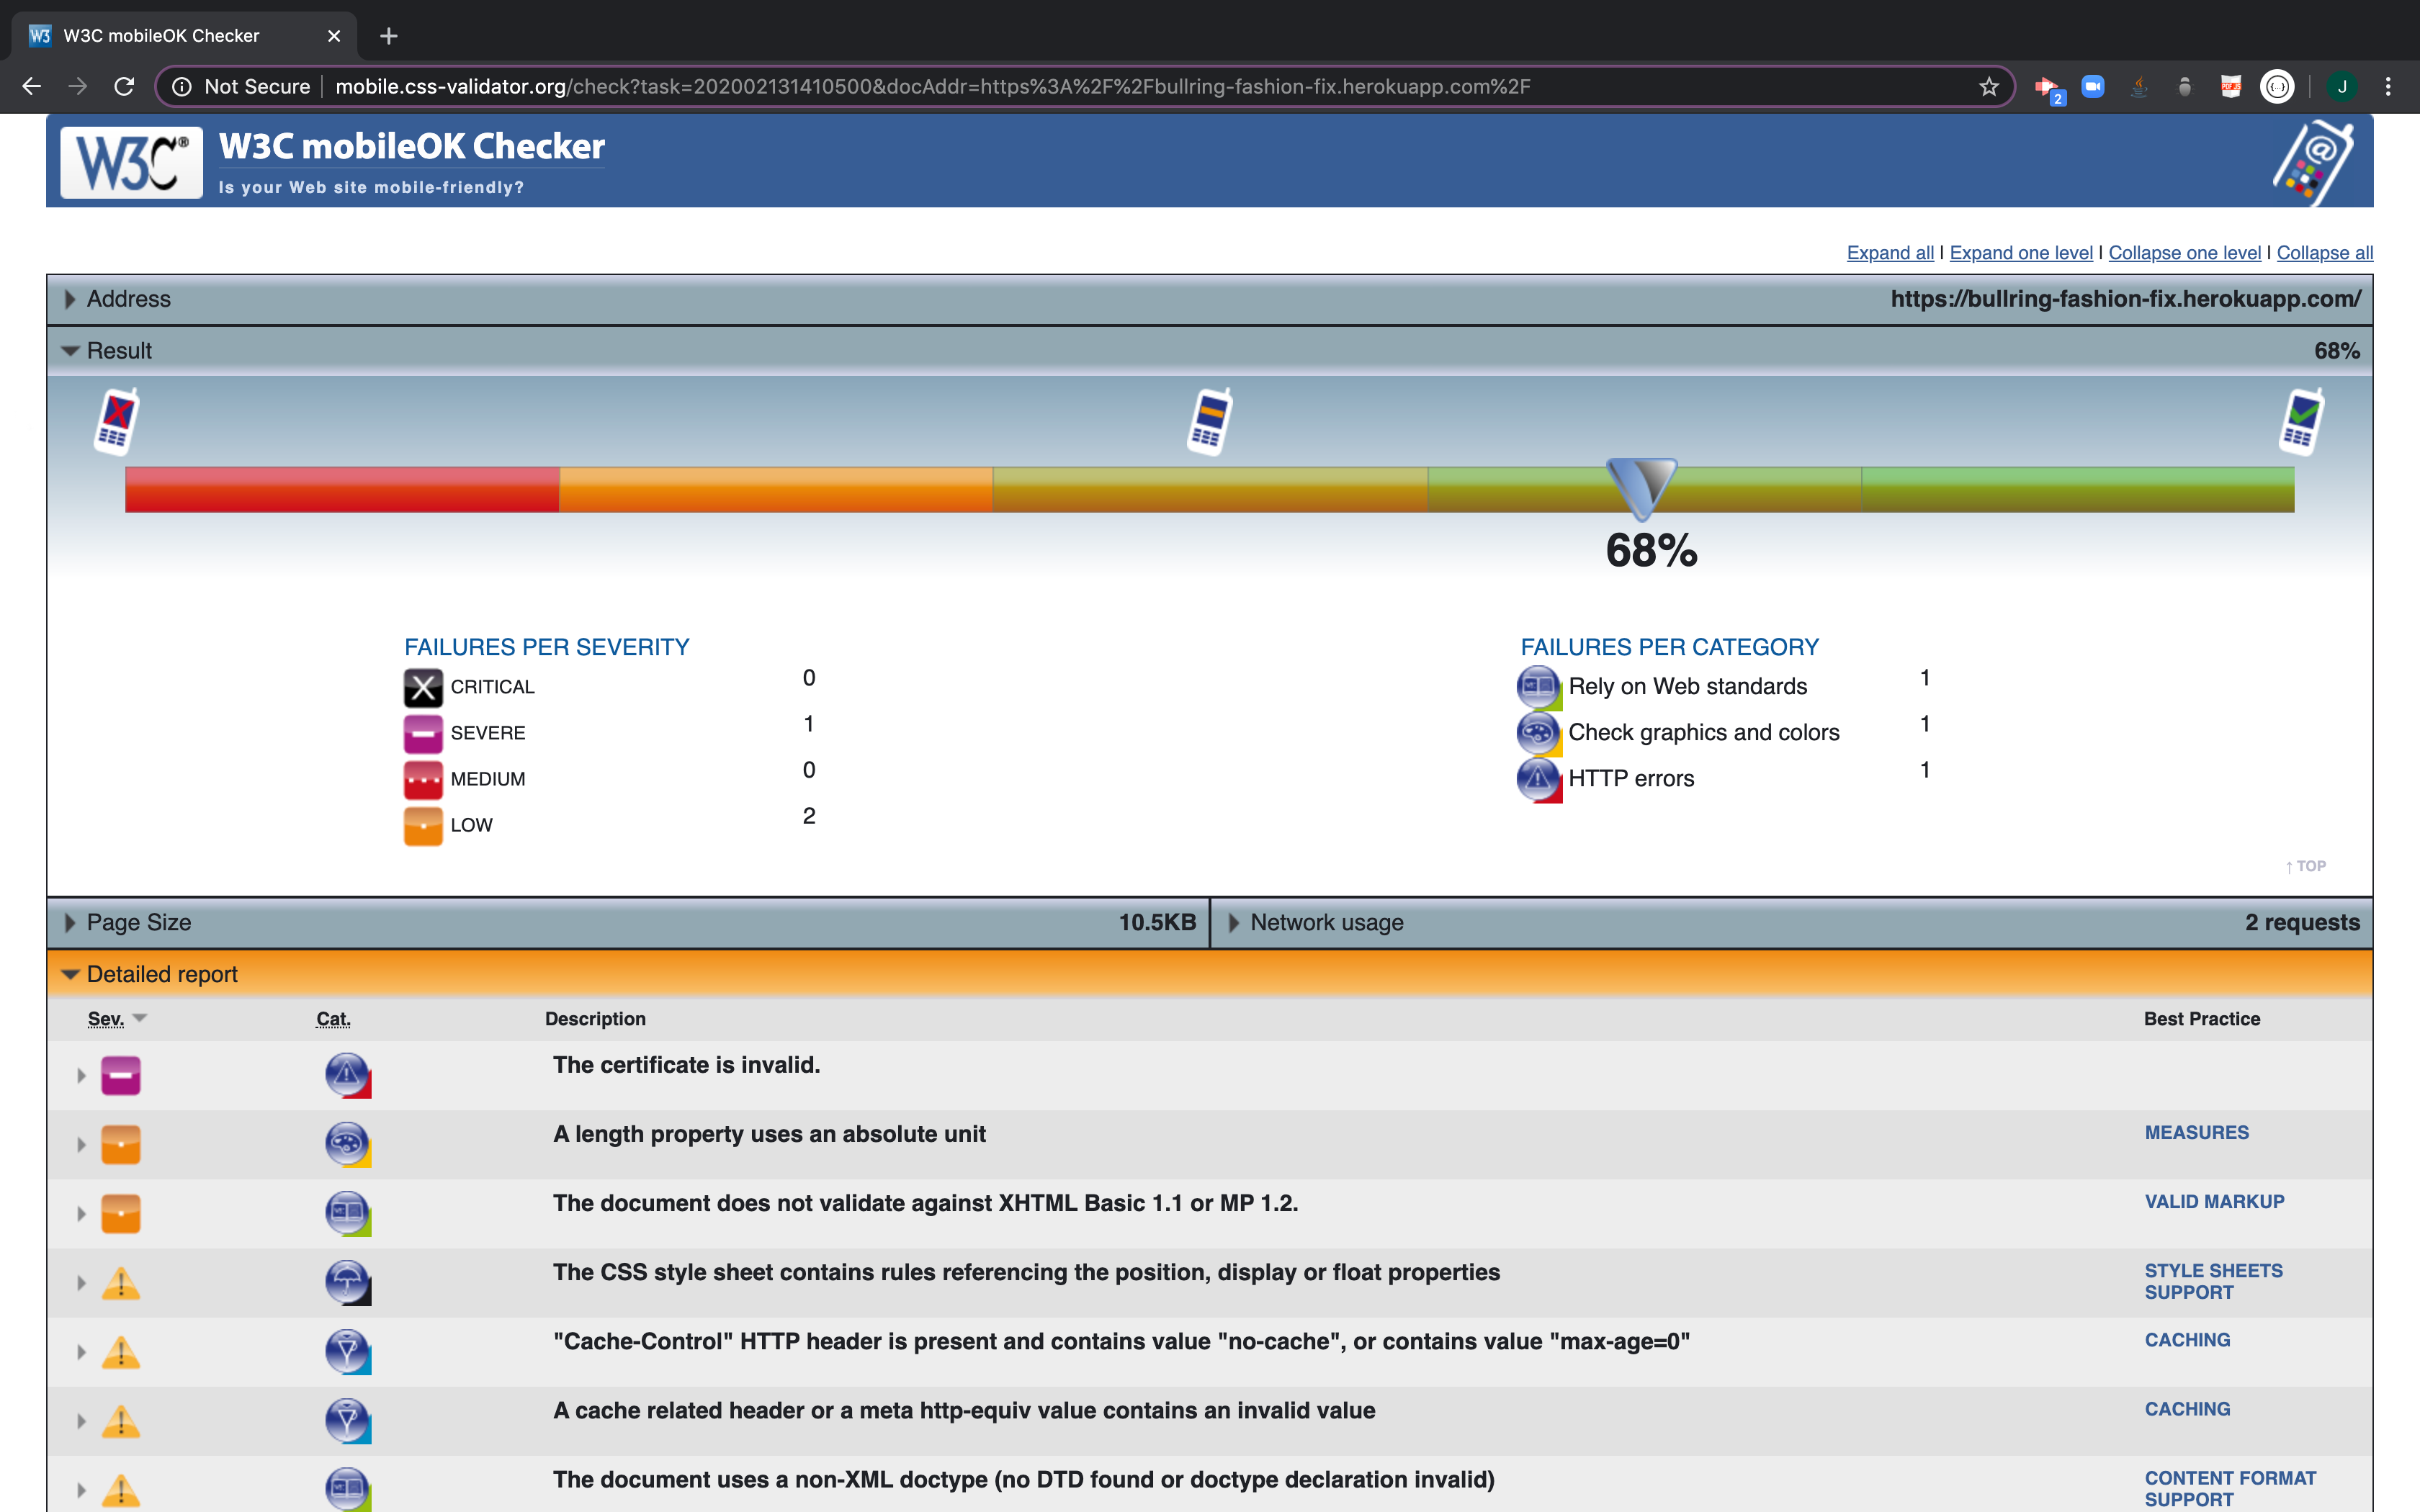 W3 W3C mobileOK Checker
Not Secure | mobile.css-validator.org/check?task=202002131410500&docAddr=https%3A%2F%2Fbullring-fashion-fix.herokuapp.com%2F
2
J
W3C® W3C mobileOK Checker
Is your Web site mobile-friendly?
Expand all | Expand one level | Collapse one level | Collapse all
Address https://bullring-fashion-fix.herokuapp.com/
Result 68%
68%
FAILURES PER SEVERITY
CRITICAL 0
SEVERE 1
MEDIUM 0
LOW 2
FAILURES PER CATEGORY
Rely on Web standards 1
Check graphics and colors 1
HTTP errors 1
↑ TOP
Page Size 10.5KB
Network usage 2 requests
Detailed report
Sev. Cat. Description Best Practice
The certificate is invalid.
A length property uses an absolute unit MEASURES
The document does not validate against XHTML Basic 1.1 or MP 1.2. VALID MARKUP
The CSS style sheet contains rules referencing the position, display or float properties STYLE SHEETS
SUPPORT
"Cache-Control" HTTP header is present and contains value "no-cache", or contains value "max-age=0" CACHING
A cache related header or a meta http-equiv value contains an invalid value CACHING
The document uses a non-XML doctype (no DTD found or doctype declaration invalid) CONTENT FORMAT
SUPPORT